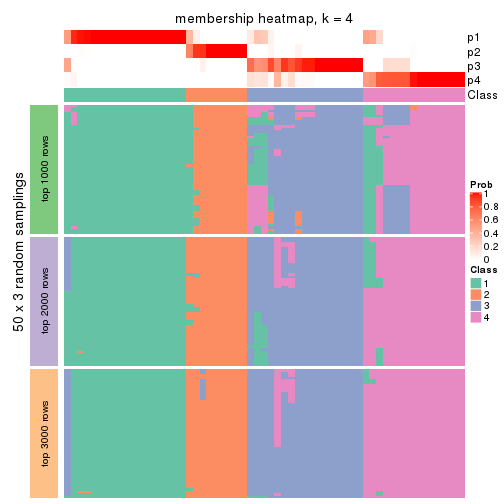 membership heatmap, k = 4
p1
p2
p3
p4
Class
50 x 3 random samplings
top 1000 rows
top 2000 rows
top 3000 rows
Prob
1
0.8
0.6
0.4
0.2
0
Class
1
2
3
4